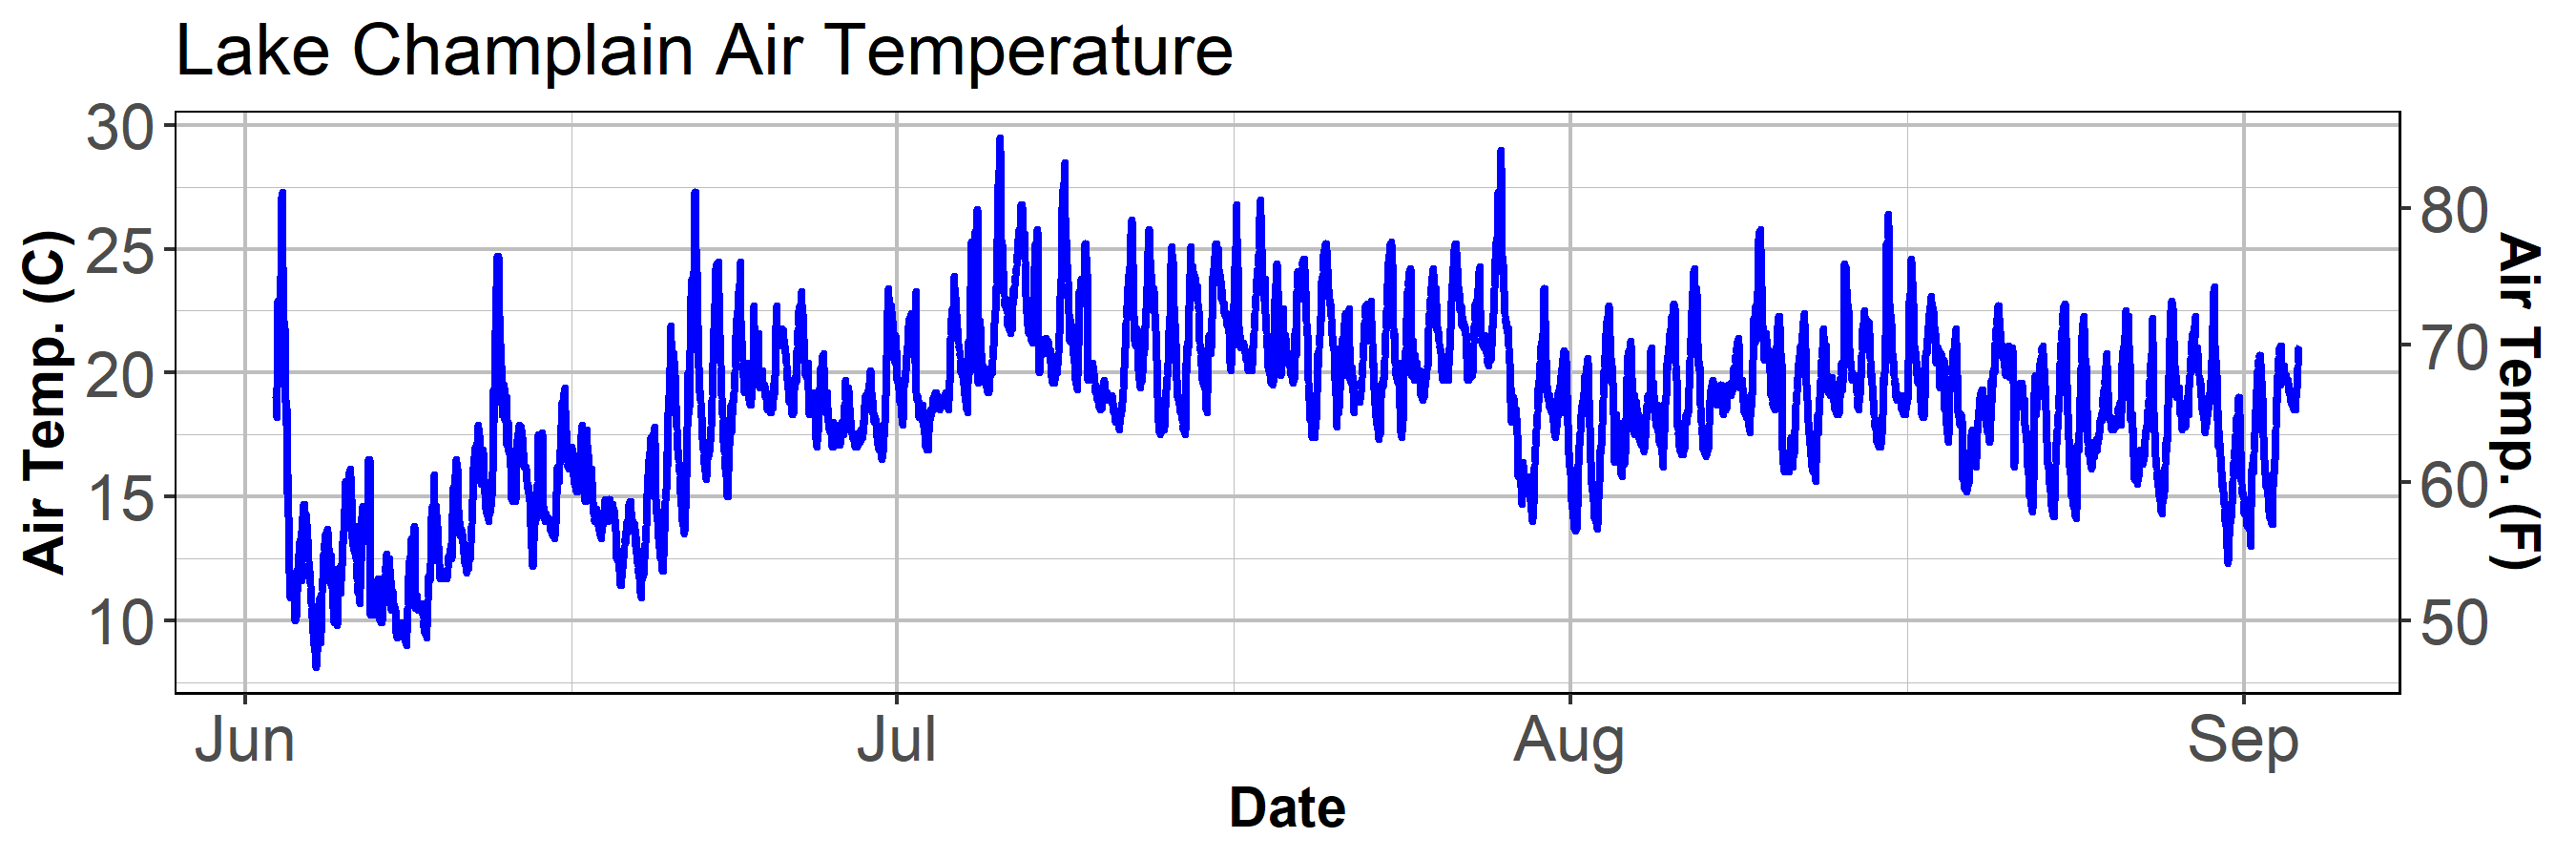 Lake Champlain Air Temperature
Air Temp. (C)
30
25
20
15
10
80
70
60
50
Air Temp. (F)
Jun Jul Aug Sep
Date